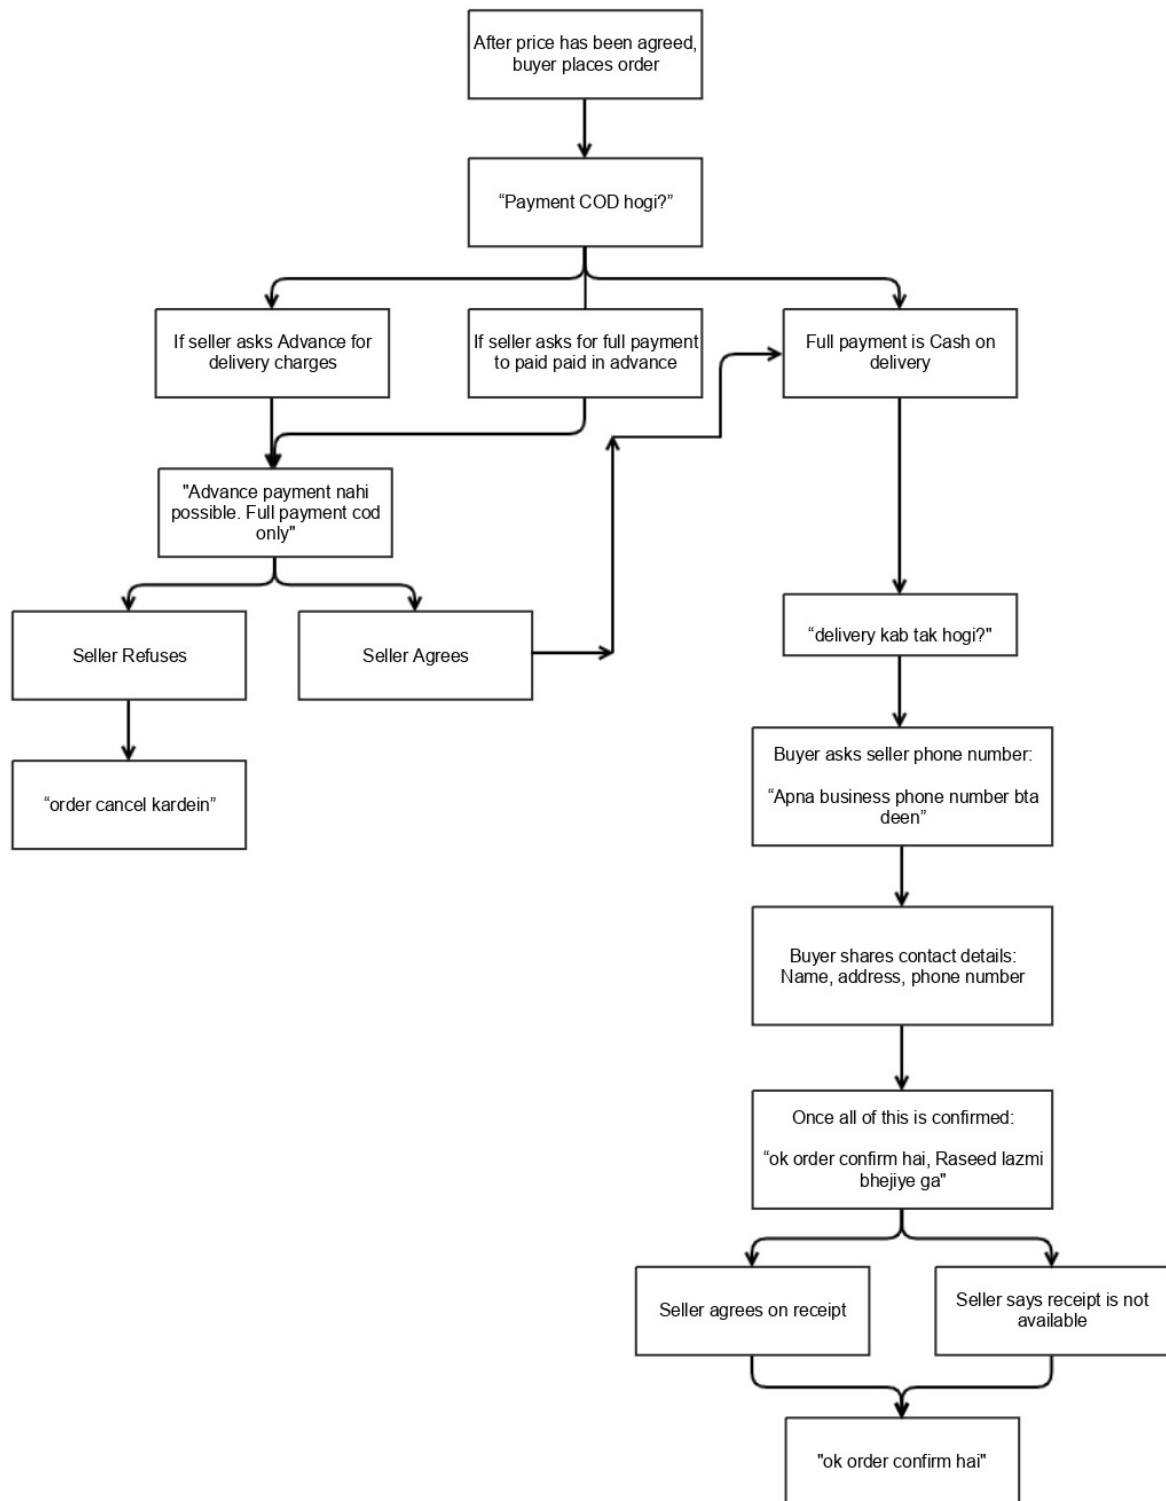 After price has been agreed,
buyer places order
“Payment COD hogi?”
If seller asks Advance for
delivery charges
If seller asks for full payment
to paid paid in advance
Full payment is Cash on
delivery
"Advance payment nahi
possible. Full payment cod
only"
Seller Refuses
Seller Agrees
“delivery kab tak hogi?"
“order cancel kardein”
Buyer asks seller phone number:
“Apna business phone number bta
deen”
Buyer shares contact details:
Name, address, phone number
Once all of this is confirmed:
“ok order confirm hai, Raseed lazmi
bhejiye ga"
Seller agrees on receipt
Seller says receipt is not
available
"ok order confirm hai"